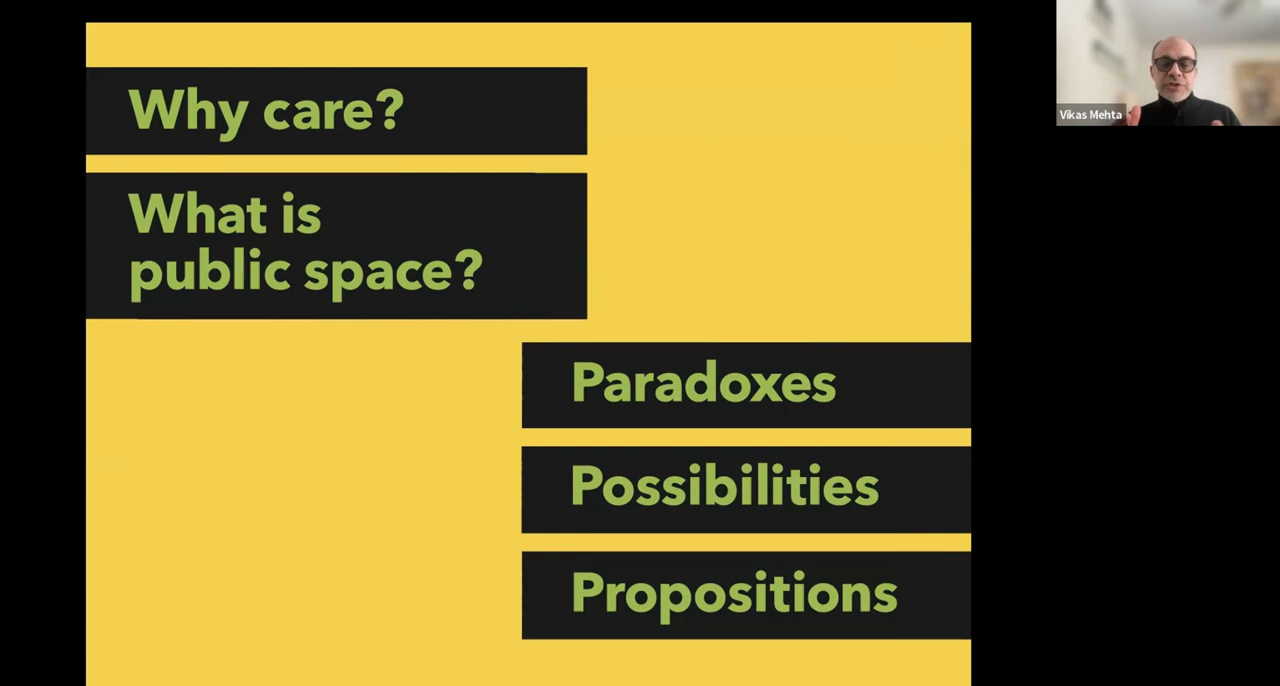 Why care?
What is
public space?
Paradoxes
Possibilities
Propositions
Vikas Mehta